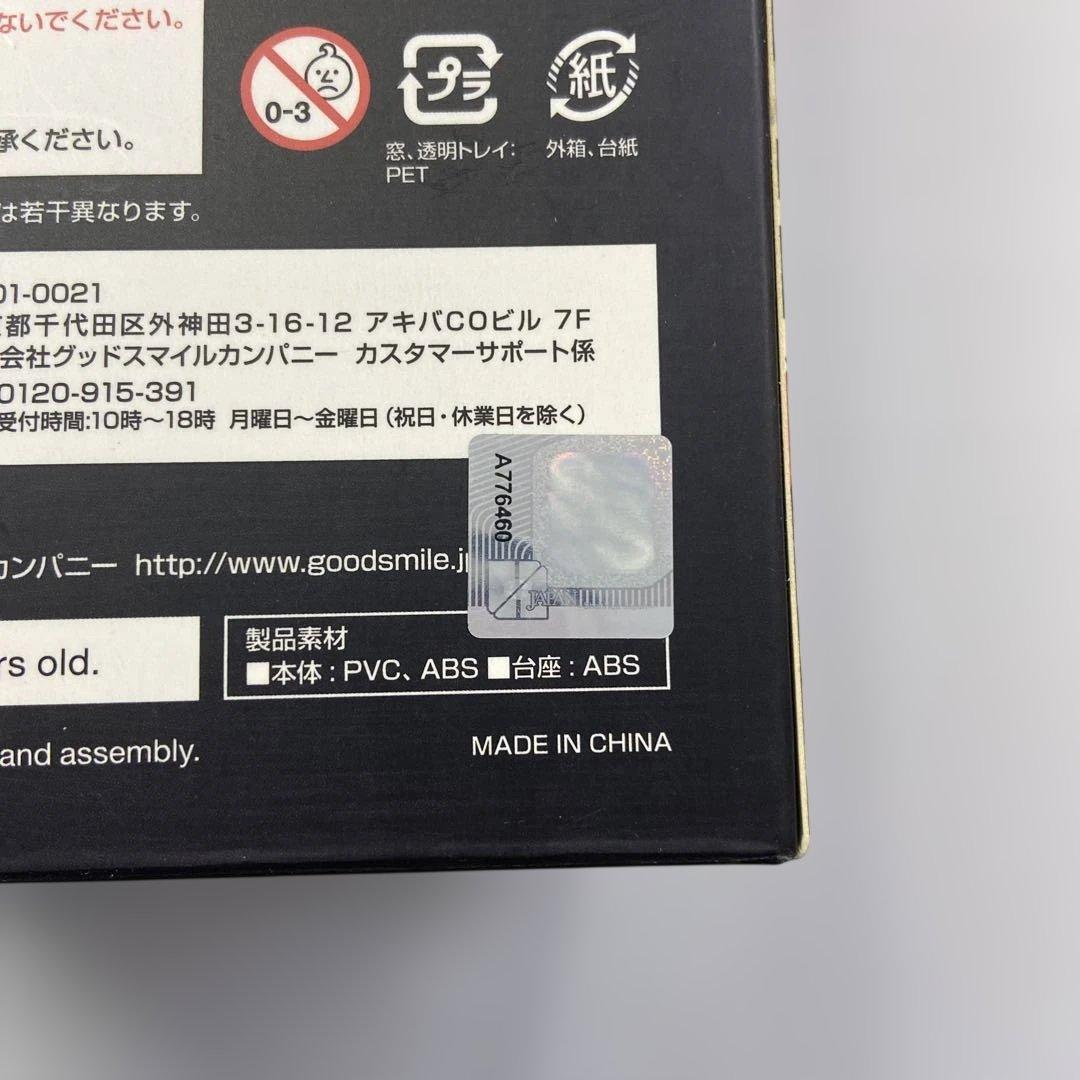 ないでください。
承ください。
0-3
プラ
紙
窓、透明トレイ:
PET
外箱、台紙
は若干異なります。
01-0021
都千代田区外神田3-16-12 アキバCOビル 7F
会社グッドスマイルカンパニー カスタマーサポート係
0120-915-391
受付時間:10時〜18時 月曜日〜金曜日(祝日・休業日を除く)
A776460
JAPAN
カンパニー http://www.goodsmile.j
rs old.
製品素材
■本体:PVC、ABS ■台座:ABS
and assembly.
MADE IN CHINA